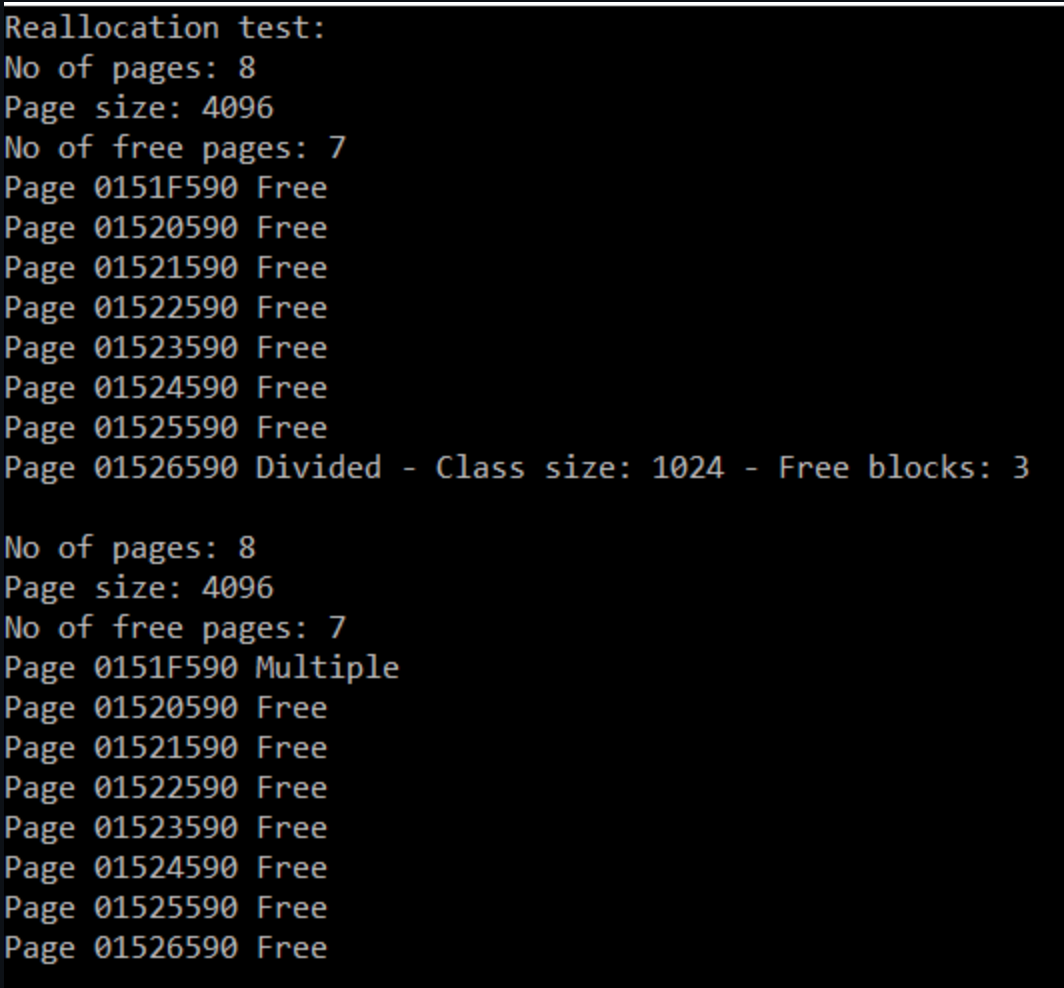 Reallocation test:
No of pages: 8
Page size: 4096
No of free pages: 7
Page 0151F590 Free
Page 01520590 Free
Page 01521590 Free
Page 01522590 Free
Page 01523590 Free
Page 01524590 Free
Page 01525590 Free
Page 01526590 Divided - Class size: 1024 - Free blocks: 3

No of pages: 8
Page size: 4096
No of free pages: 7
Page 0151F590 Multiple
Page 01520590 Free
Page 01521590 Free
Page 01522590 Free
Page 01523590 Free
Page 01524590 Free
Page 01525590 Free
Page 01526590 Free